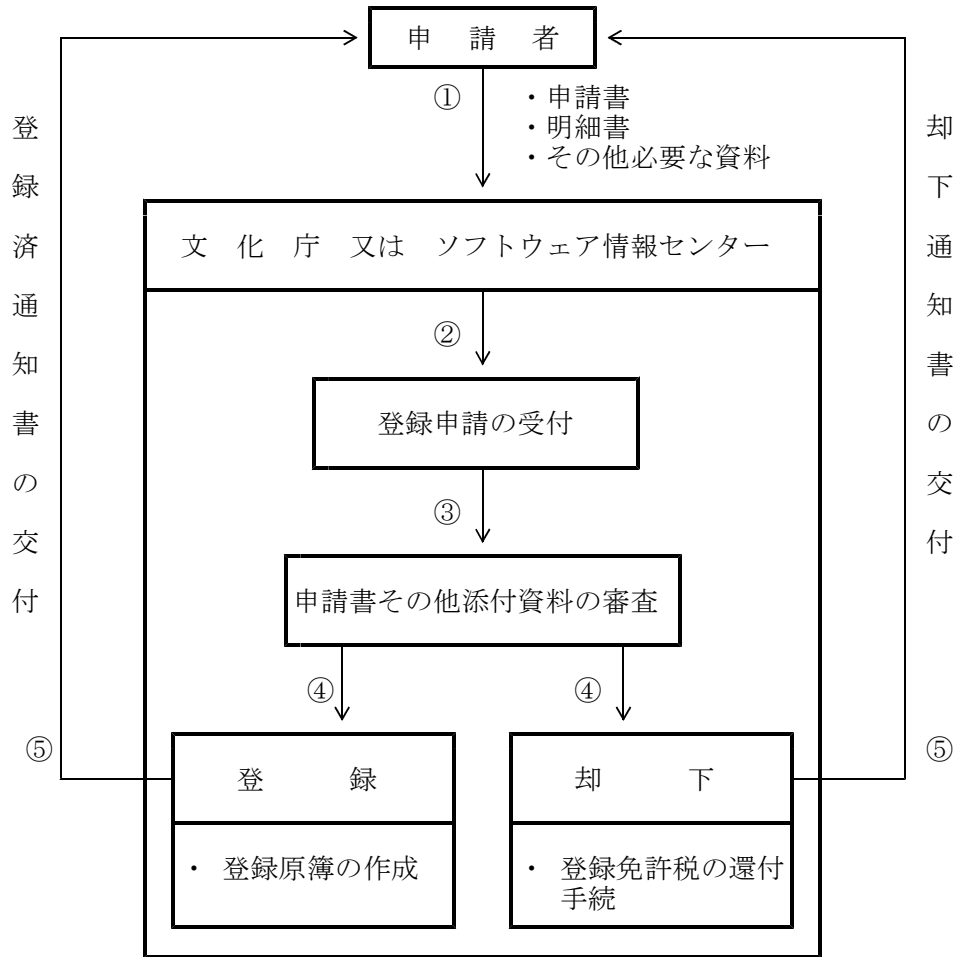 申 請 者
①
・申請書
・明細書
・その他必要な資料
文 化 庁 又は ソフトウェア情報センター
②
登録申請の受付
③
申請書その他添付資料の審査
④
④
登 録
・ 登録原簿の作成
却 下
・ 登録免許税の還付
手続
⑤
登録済通知書の交付
⑤
却下通知書の交付